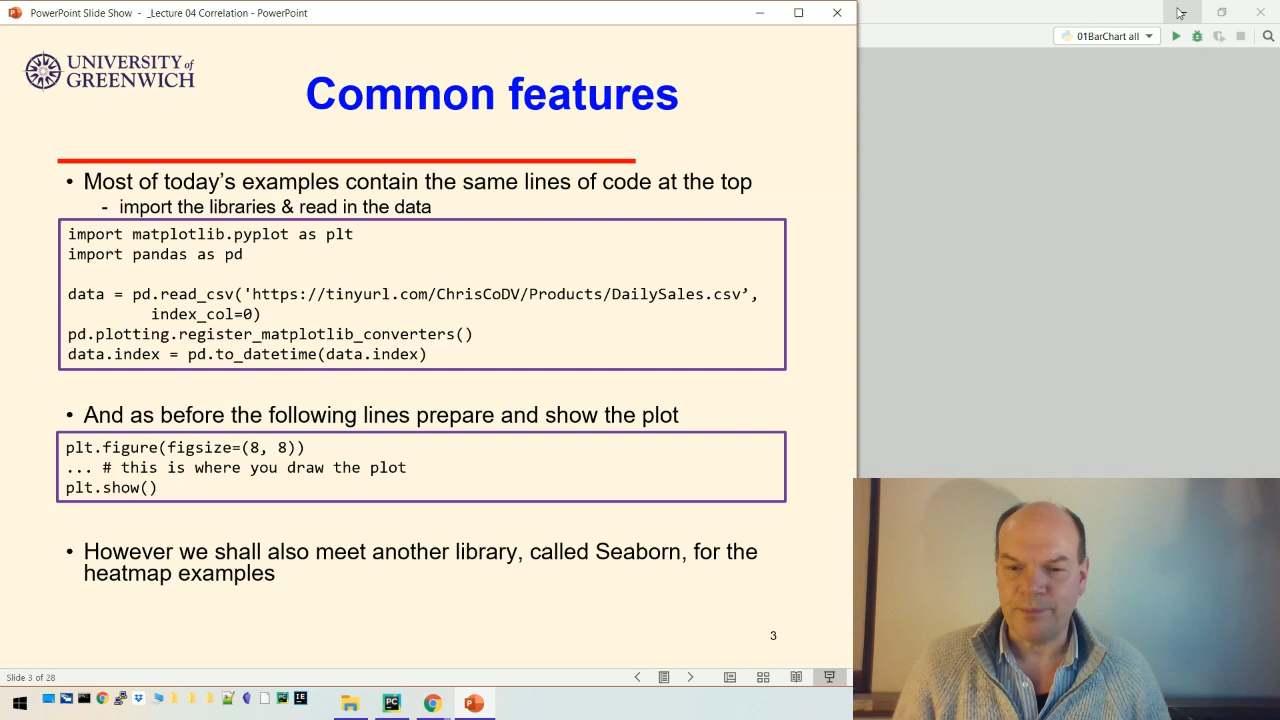 PowerPoint Slide Show - _Lecture 04 Correlation - PowerPoint
01BarChart all
UNIVERSITY of
GREENWICH
Common features
• Most of today's examples contain the same lines of code at the top
- import the libraries & read in the data
import matplotlib.pyplot as plt
import pandas as pd
data = pd.read_csv('https://tinyurl.com/ChrisCoDV/Products/DailySales.csv’,
index_col=0)
pd.plotting.register_matplotlib_converters()
data.index = pd.to_datetime(data.index)
• And as before the following lines prepare and show the plot
plt.figure(figsize=(8, 8))
... # this is where you draw the plot
plt.show()
• However we shall also meet another library, called Seaborn, for the
heatmap examples
3
Slide 3 of 28